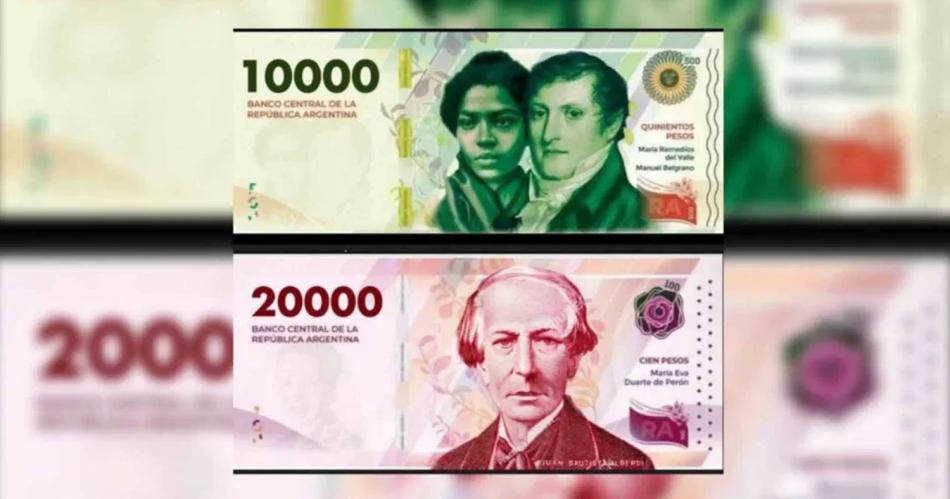 10000
BANCO CENTRAL DE LA
REPÚBLICA ARGENTINA
500
QUINIENTOS
PESOS
María Remedios
del Valle
Manuel Belgrano
RA
20000
BANCO CENTRAL DE LA
REPÚBLICA ARGENTINA
100
CIEN PESOS
María Eva
Duarte de Perón
RA
JUAN BAUTISTA ALBERDI